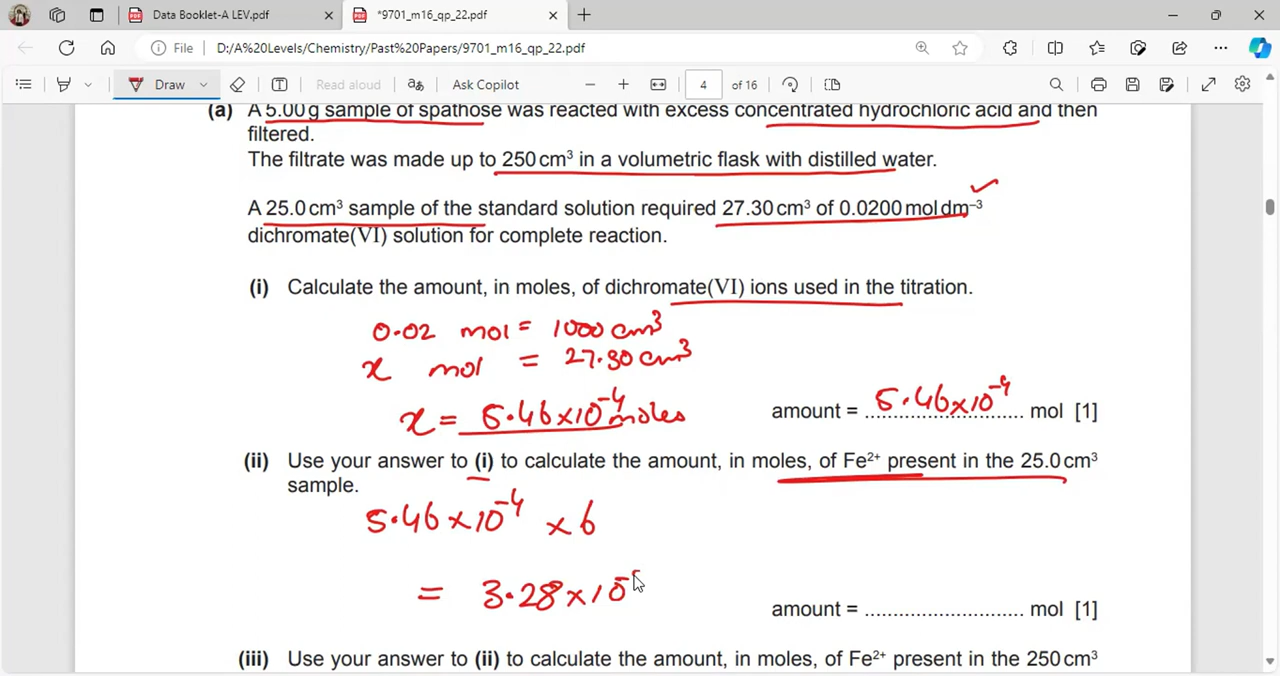 Data Booklet-A LEV.pdf
*9701_m16_qp_22.pdf
File
D:/A%20Levels/Chemistry/Past%20Papers/9701_m16_qp_22.pdf
Draw
Read aloud
aあ
Ask Copilot
4 of 16
(a) A 5.00 g sample of spathose was reacted with excess concentrated hydrochloric acid and then
filtered.
The filtrate was made up to 250 cm³ in a volumetric flask with distilled water.
A 25.0 cm³ sample of the standard solution required 27.30 cm³ of 0.0200 mol dm⁻³
dichromate(VI) solution for complete reaction.
(i) Calculate the amount, in moles, of dichromate(VI) ions used in the titration.
0.02 mol = 1000 cm³
x mol = 27.30 cm³
x = 5.46 x 10⁻⁴ moles
amount = 5.46 x 10⁻⁴ mol [1]
(ii) Use your answer to (i) to calculate the amount, in moles, of Fe²⁺ present in the 25.0 cm³
sample.
5.46 x 10⁻⁴ x 6
= 3.28 x 10⁻
amount = ............................ mol [1]
(iii) Use your answer to (ii) to calculate the amount, in moles, of Fe²⁺ present in the 250 cm³